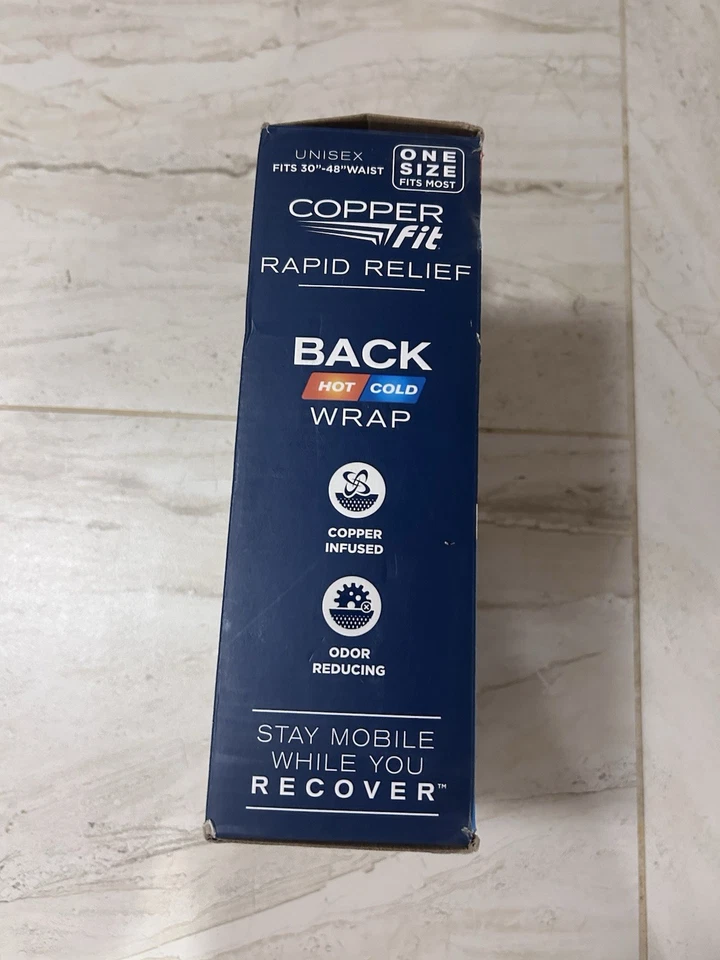 UNISEX
FITS 30"-48"WAIST
ONE
SIZE
FITS MOST
COPPER
fit
RAPID RELIEF
BACK
HOT COLD
WRAP
COPPER
INFUSED
ODOR
REDUCING
STAY MOBILE
WHILE YOU
RECOVER™